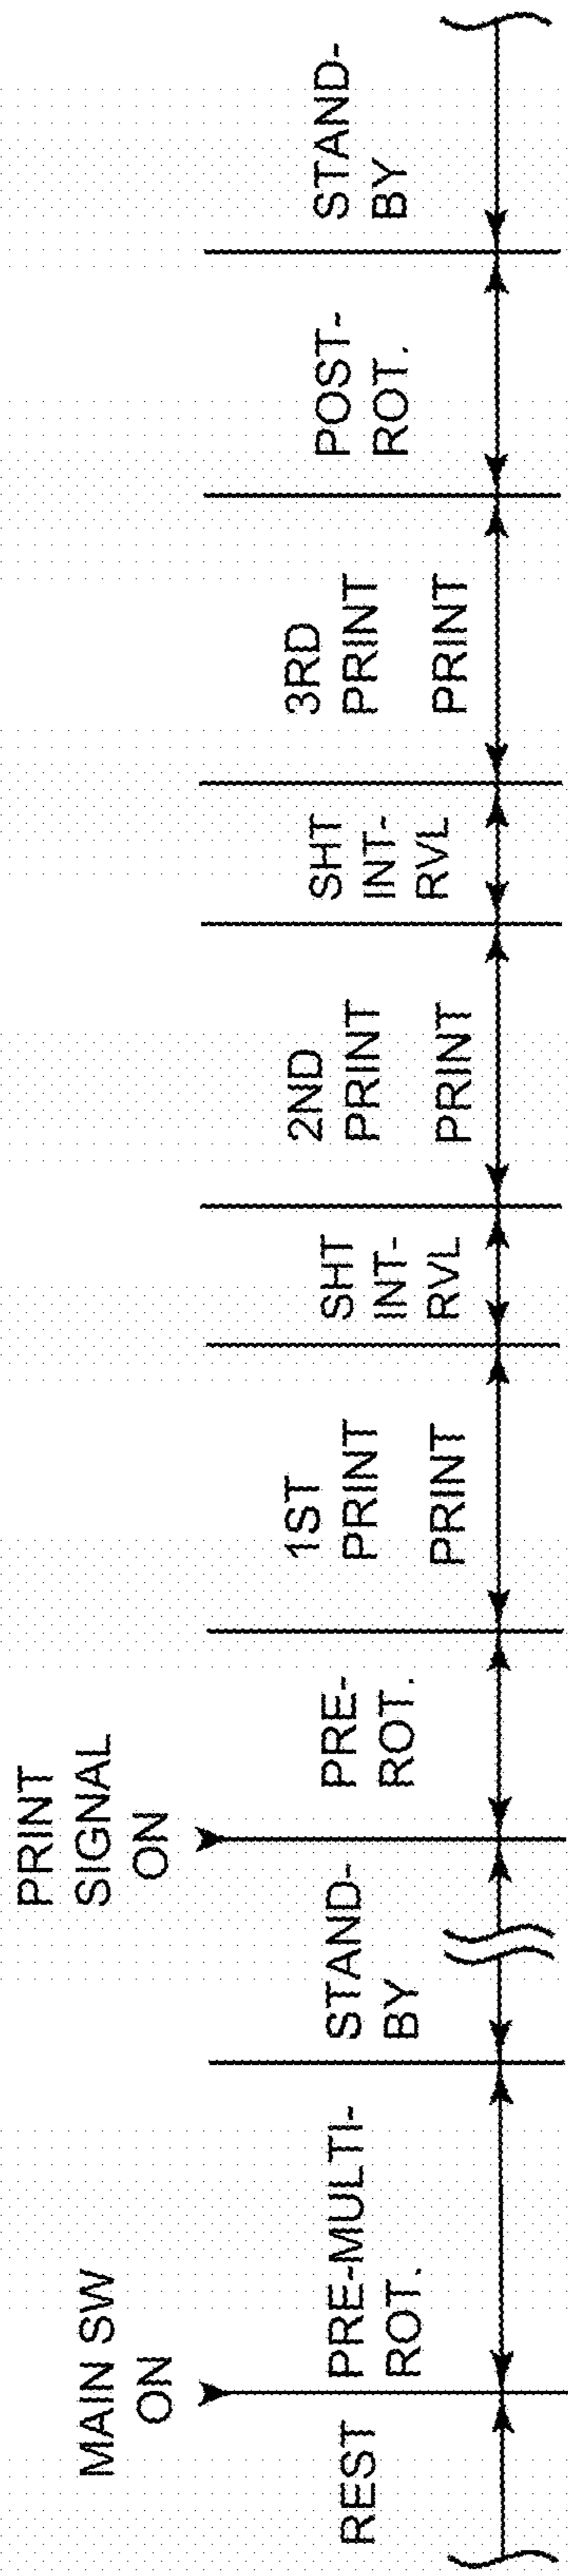 MAIN SW
ON
PRINT
SIGNAL
ON
REST
PRE-MULTI-
ROT.
STAND-
BY
PRE-
ROT.
1ST
PRINT
PRINT
SHT
INT-
RVL
2ND
PRINT
PRINT
SHT
INT-
RVL
3RD
PRINT
PRINT
POST-
ROT.
STAND-
BY